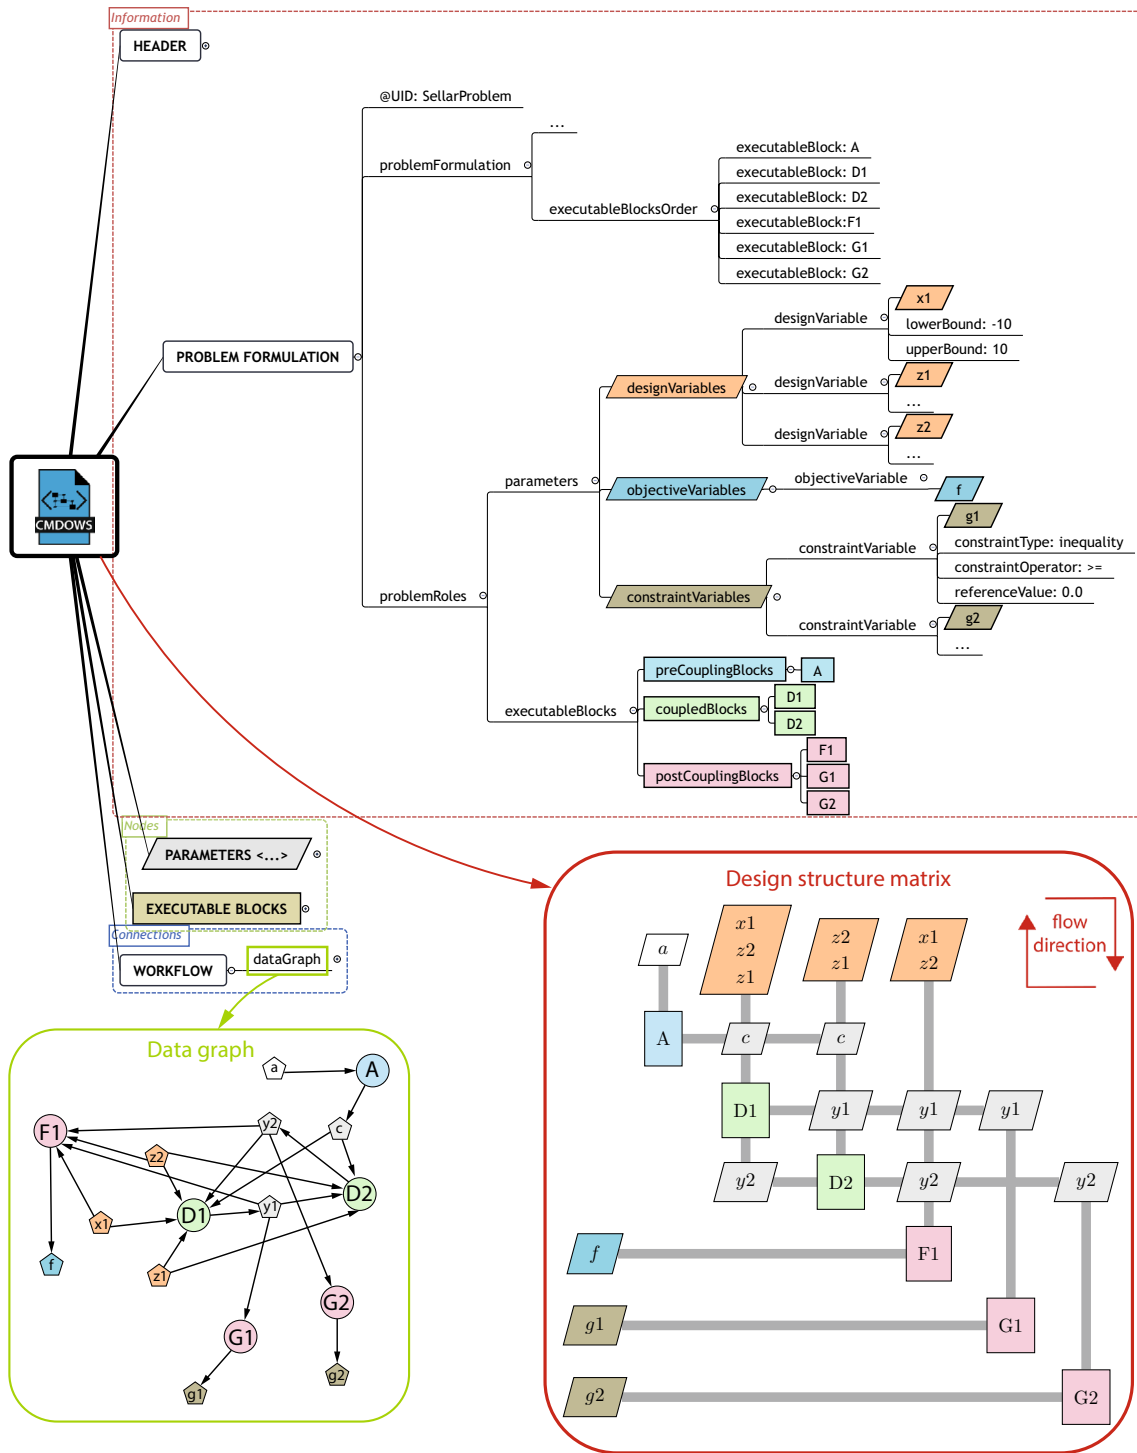 Information
HEADER
@UID: SellarProblem
...
problemFormulation
executableBlock: A
executableBlock: D1
executableBlock: D2
executableBlocksOrder
executableBlock:F1
executableBlock: G1
executableBlock: G2
PROBLEM FORMULATION
x1
designVariable
lowerBound: -10
upperBound: 10
designVariables
designVariable
z1
...
designVariable
z2
...
parameters
objectiveVariables
objectiveVariable
f
g1
constraintVariable
constraintType: inequality
constraintOperator: >=
referenceValue: 0.0
problemRoles
constraintVariables
constraintVariable
g2
...
CMDOWS
preCouplingBlocks
A
executableBlocks
coupledBlocks
D1
D2
postCouplingBlocks
F1
G1
G2
Nodes
PARAMETERS <...>
EXECUTABLE BLOCKS
Connections
WORKFLOW
dataGraph
Data graph
a
A
F1
y2
c
z2
D2
x1
D1
y1
f
z1
G2
G1
g1
g2
Design structure matrix
flow
direction
a
x1
z2
z1
z2
z1
x1
z2
A
c
c
D1
y1
y1
y1
y2
D2
y2
y2
f
F1
g1
G1
g2
G2